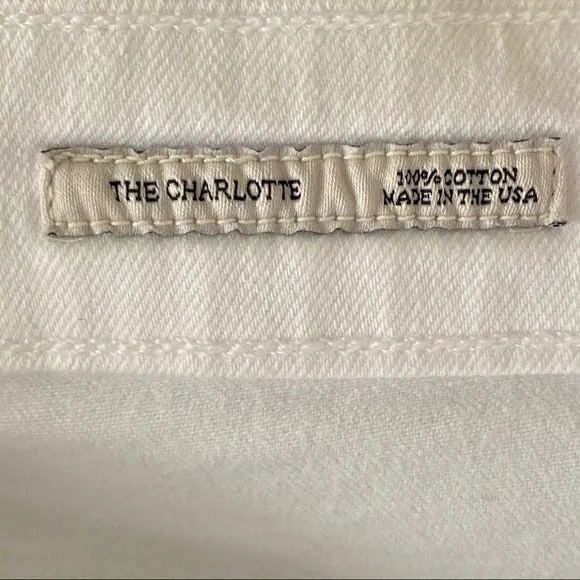 THE CHARLOTTE
100% COTTON
MADE IN THE USA